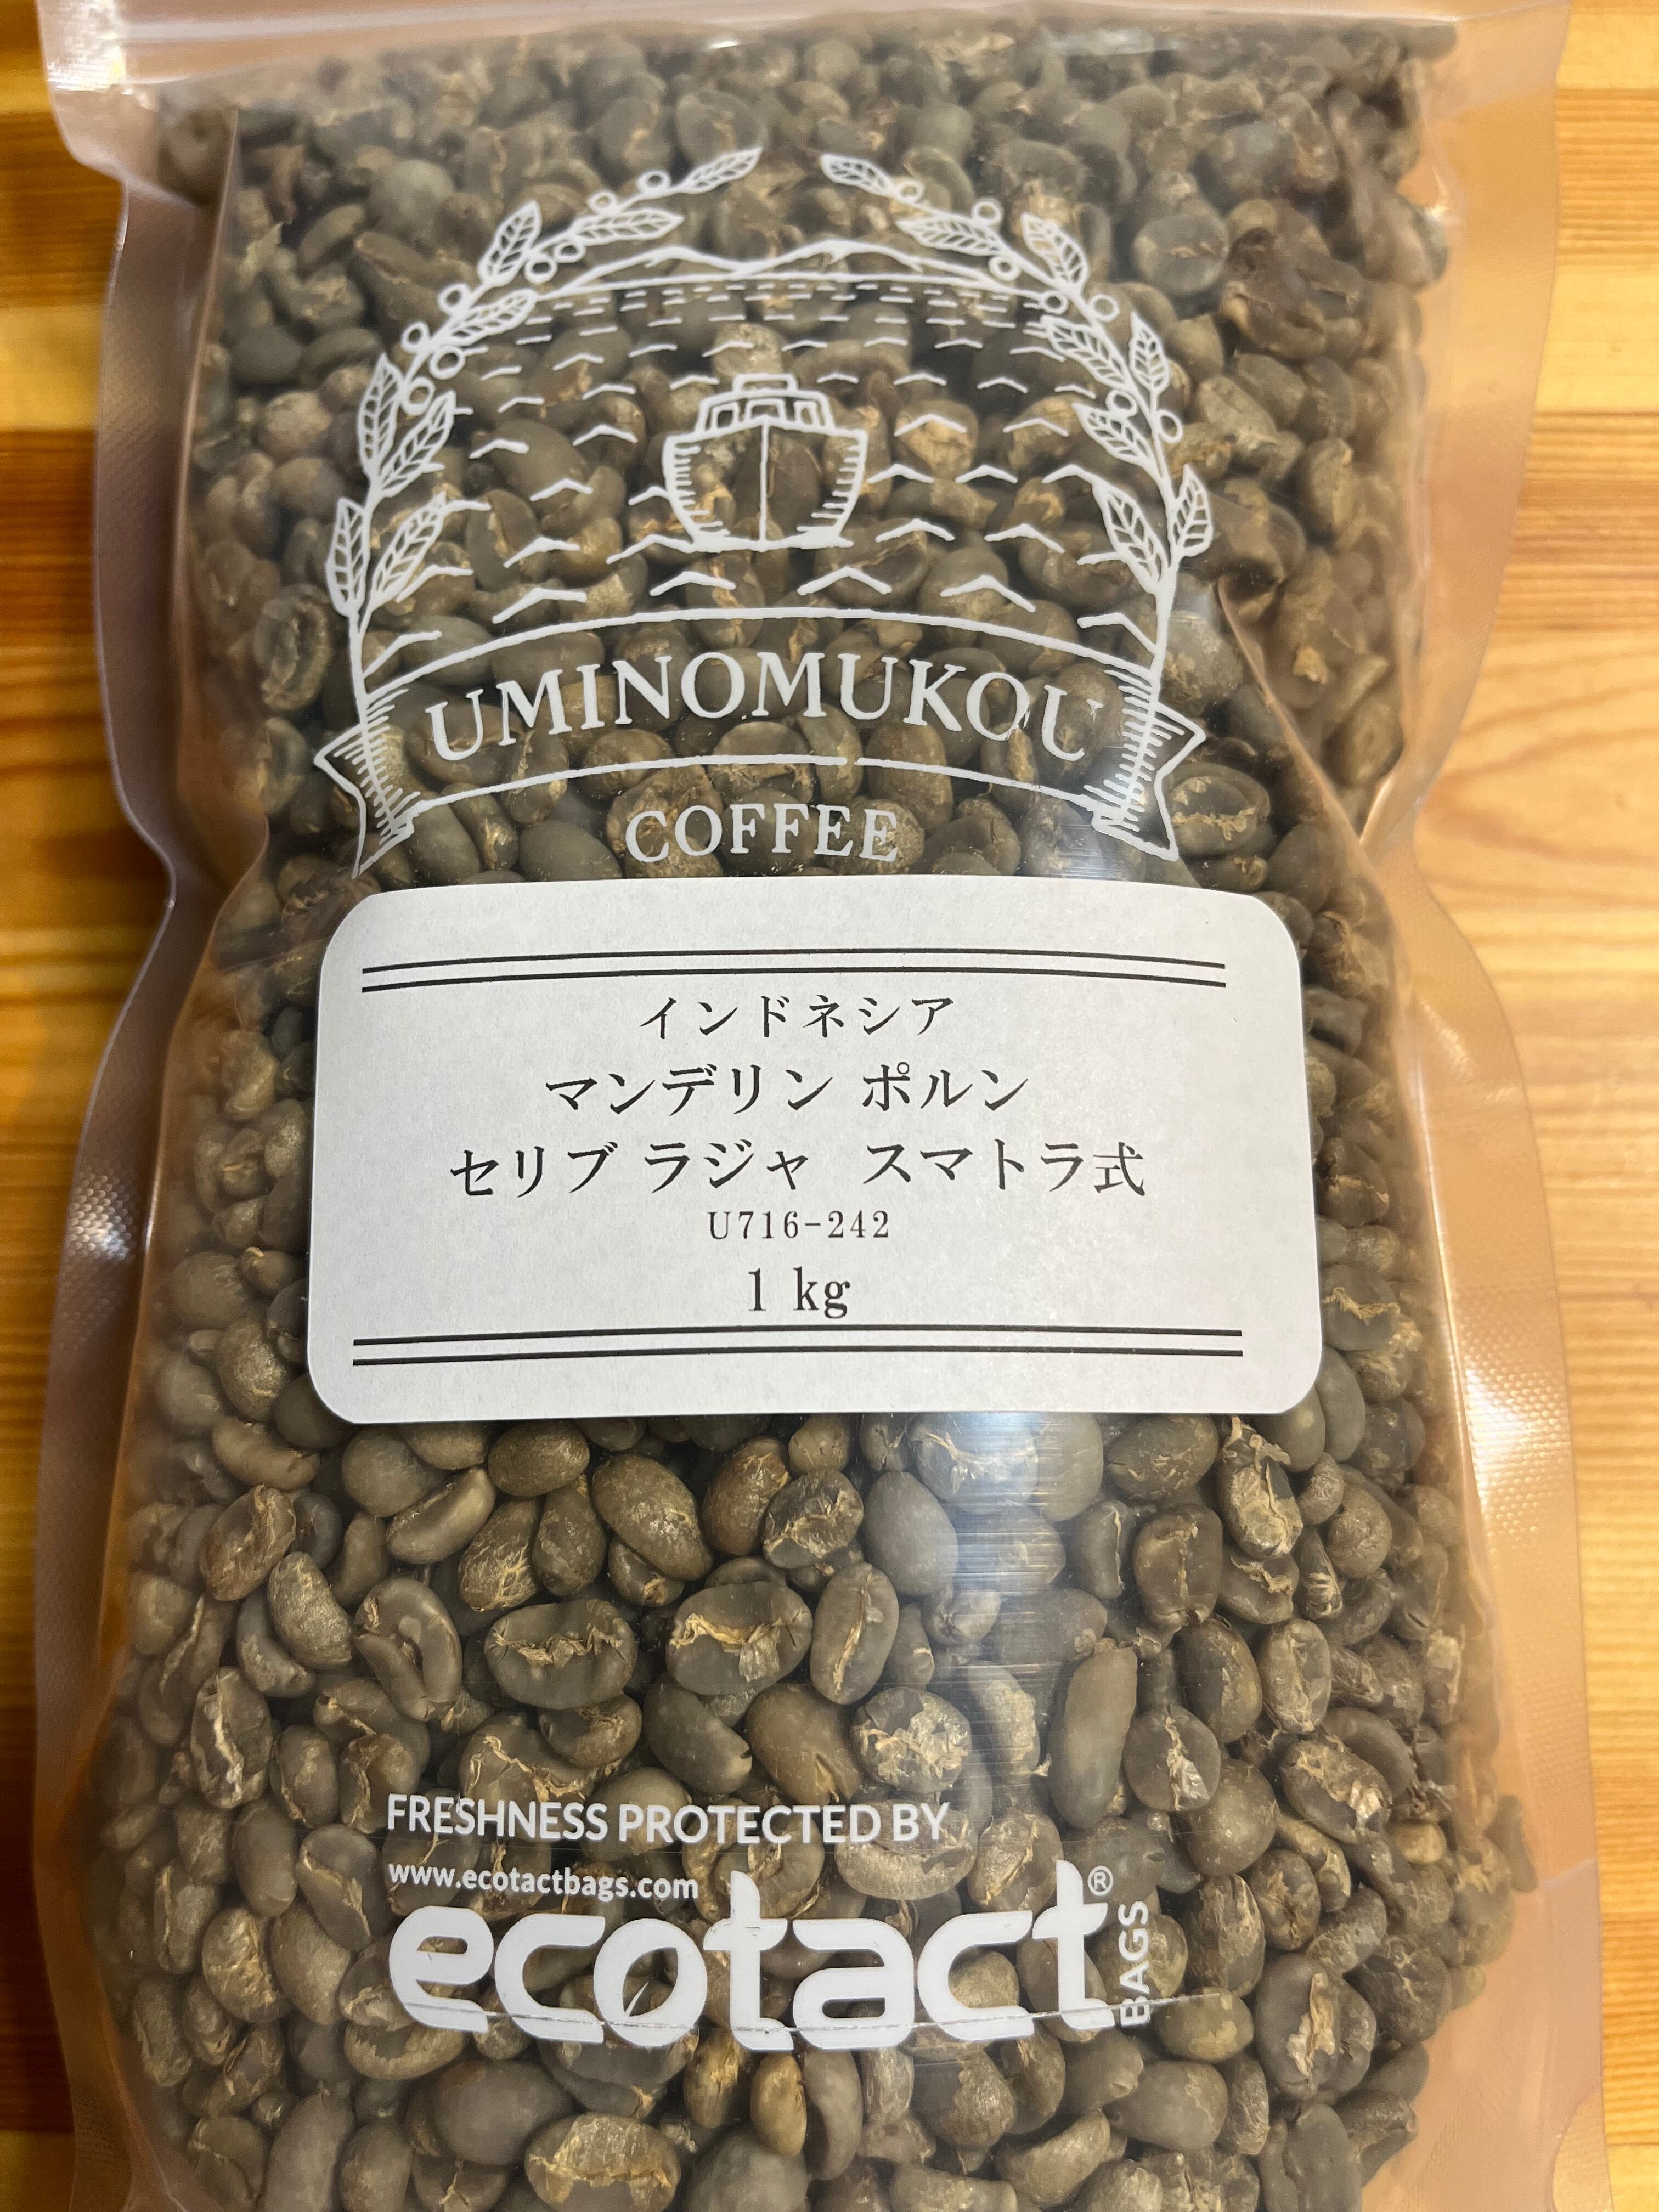 UMINOMUKOU
COFFEE
インドネシア
マンデリン ポルン
セリブ ラジャ スマトラ式
U716-242
1 kg
FRESHNESS PROTECTED BY
www.ecotactbags.com
ecotact®
BAGS